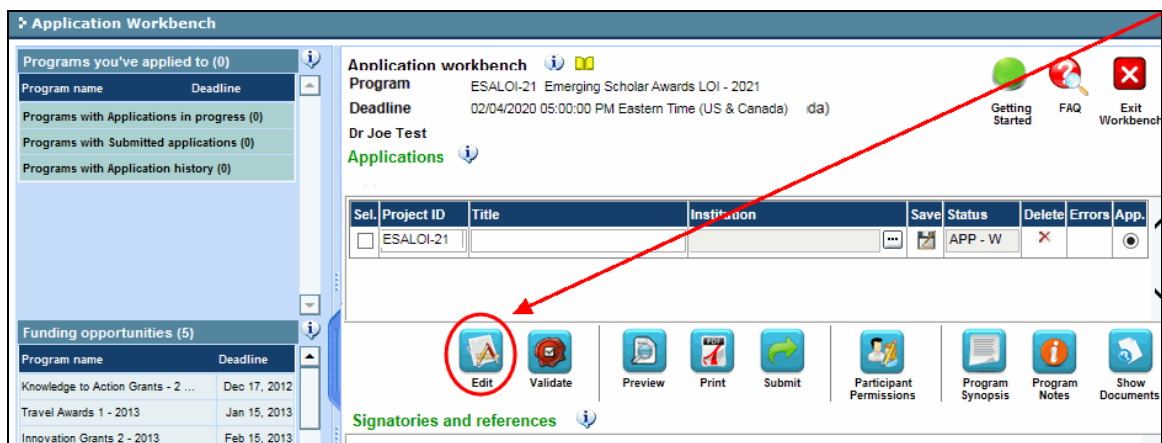 Application Workbench
Programs you've applied to (0)
Program name Deadline
Programs with Applications in progress (0)
Programs with Submitted applications (0)
Programs with Application history (0)
Funding opportunities (5)
Program name Deadline
Knowledge to Action Grants - 2 ... Dec 17, 2012
Travel Awards 1 - 2013 Jan 15, 2013
Innovation Grants 2 - 2013 Feb 15, 2013
Application workbench
Program ESALOI-21 Emerging Scholar Awards LOI - 2021
Deadline 02/04/2020 05:00:00 PM Eastern Time (US & Canada) da)
Dr Joe Test
Getting Started
FAQ
Exit Workbench
Applications
Sel. Project ID Title Institution Save Status Delete Errors App.
ESALOI-21 ... APP - W
Edit
Validate
Preview
PDF
Print
Submit
Participant Permissions
Program Synopsis
Program Notes
Show Documents
Signatories and references